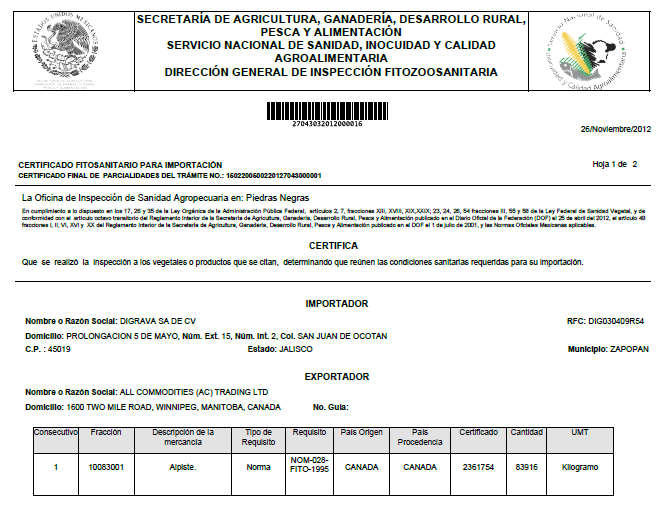 SECRETARÍA DE AGRICULTURA, GANADERÍA, DESARROLLO RURAL,
PESCA Y ALIMENTACIÓN
SERVICIO NACIONAL DE SANIDAD, INOCUIDAD Y CALIDAD
AGROALIMENTARIA
DIRECCIÓN GENERAL DE INSPECCIÓN FITOZOOSANITARIA
ESTADOS UNIDOS MEXICANOS
Servicio Nacional de Sanidad, Inocuidad y Calidad Agroalimentaria
27043032012000016
26/Noviembre/2012
CERTIFICADO FITOSANITARIO PARA IMPORTACIÓN
Hoja 1 de 2
CERTIFICADO FINAL DE PARCIALIDADES DEL TRÁMITE NO.: 1502200500220127043000001
La Oficina de Inspección de Sanidad Agropecuaria en: Piedras Negras
En cumplimiento a lo dispuesto en los 17, 26 y 35 de la Ley Orgánica de la Administración Pública Federal, artículos 2, 7, fracciones XIII, XVIII, XIX,XXIX; 23, 24, 26, 54 fracciones III, 55 y 58 de la Ley Federal de Sanidad Vegetal, y de
conformidad con el artículo octavo transitorio del Reglamento Interior de la Secretaría de Agricultura, Ganadería, Desarrollo Rural, Pesca y Alimentación publicado en el Diario Oficial de la Federación (DOF) el 25 de abril del 2012, el artículo 49
fracciones I, II, VI, XVI y XX del Reglamento Interior de la Secretaría de Agricultura, Ganadería, Desarrollo Rural, Pesca y Alimentación publicado en el DOF el 1 de julio de 2001, y las Normas Oficiales Mexicanas aplicables.
CERTIFICA
Que se realizó la Inspección a los vegetales o productos que se citan, determinando que reúnen las condiciones sanitarias requeridas para su importación.
IMPORTADOR
Nombre o Razón Social: DIGRAVA SA DE CV RFC: DIG030409R54
Domicilio: PROLONGACION 5 DE MAYO, Núm. Ext. 15, Núm. Int. 2, Col. SAN JUAN DE OCOTAN
C.P. : 45019 Estado: JALISCO Municipio: ZAPOPAN
EXPORTADOR
Nombre o Razón Social: ALL COMMODITIES (AC) TRADING LTD
Domicilio: 1600 TWO MILE ROAD, WINNIPEG, MANITOBA, CANADA No. Guia:
Consecutivo Fracción Descripción de la mercancia Tipo de Requisito Requisito País Origen País Procedencia Certificado Cantidad UMT
1 10083001 Alpiste. Norma NOM-028-FITO-1995 CANADA CANADA 2361754 83916 Kilogramo